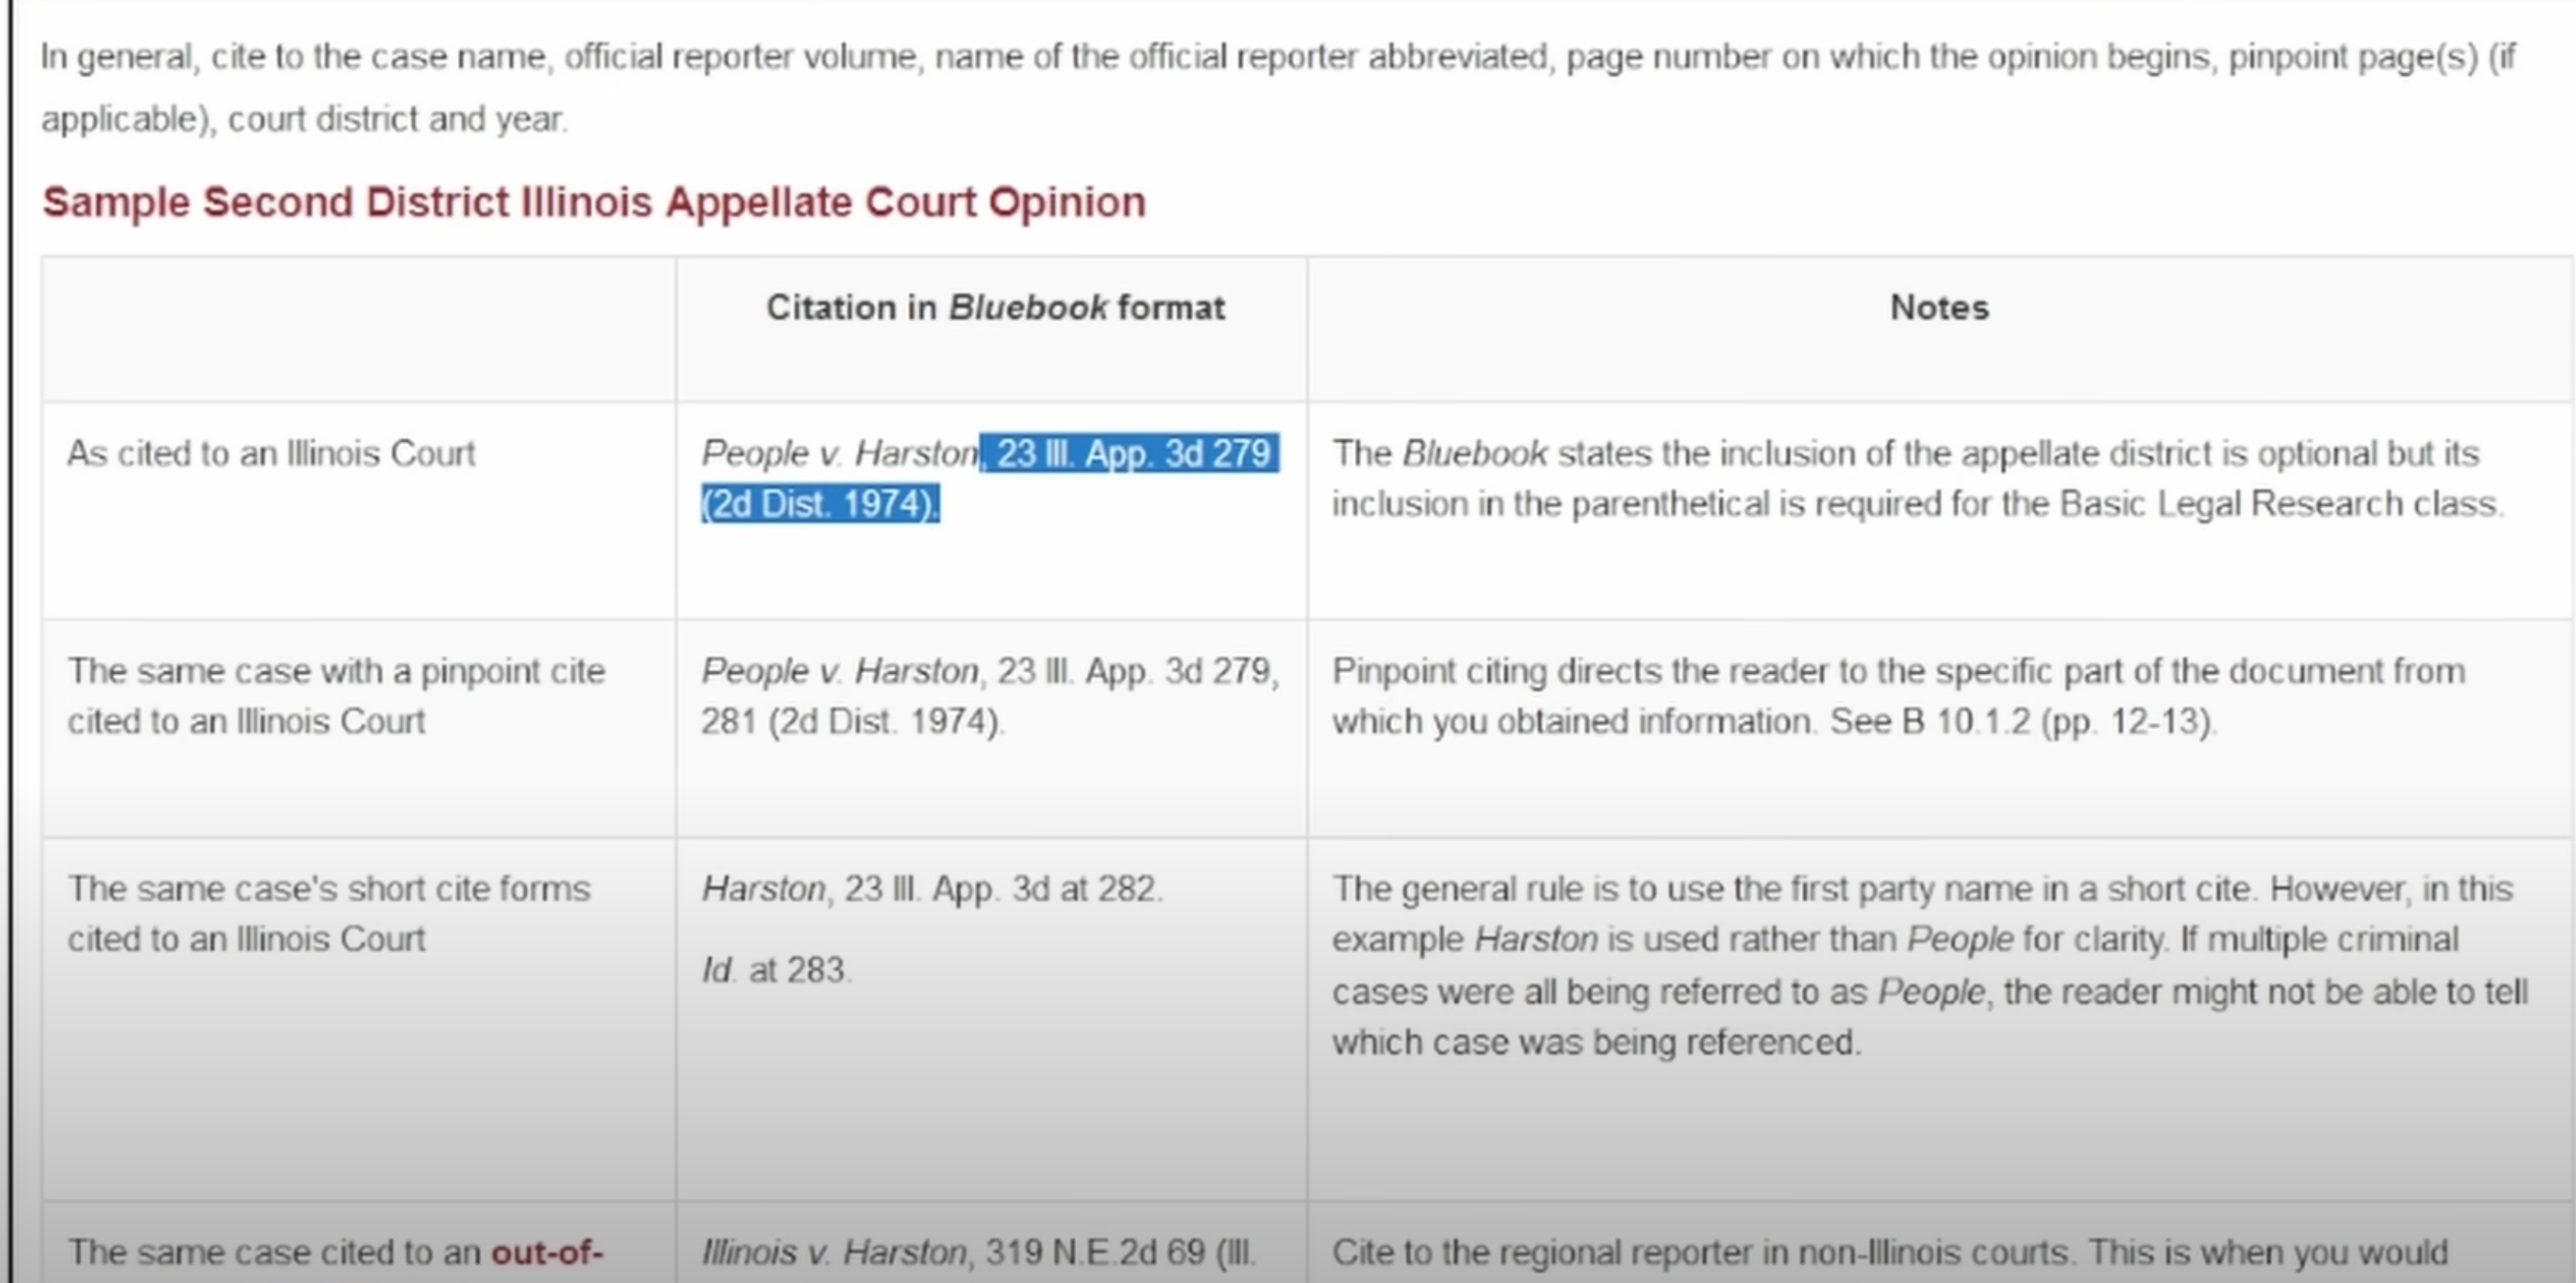 In general, cite to the case name, official reporter volume, name of the official reporter abbreviated, page number on which the opinion begins, pinpoint page(s) (if
applicable), court district and year.
Sample Second District Illinois Appellate Court Opinion
Citation in Bluebook format
Notes
As cited to an Illinois Court
People v. Harston, 23 Ill. App. 3d 279
(2d Dist. 1974).
The Bluebook states the inclusion of the appellate district is optional but its
inclusion in the parenthetical is required for the Basic Legal Research class.
The same case with a pinpoint cite
cited to an Illinois Court
People v. Harston, 23 Ill. App. 3d 279,
281 (2d Dist. 1974).
Pinpoint citing directs the reader to the specific part of the document from
which you obtained information. See B 10.1.2 (pp. 12-13).
The same case's short cite forms
cited to an Illinois Court
Harston, 23 Ill. App. 3d at 282.
Id. at 283.
The general rule is to use the first party name in a short cite. However, in this
example Harston is used rather than People for clarity. If multiple criminal
cases were all being referred to as People, the reader might not be able to tell
which case was being referenced.
The same case cited to an out-of-
Illinois v. Harston, 319 N.E.2d 69 (Ill.
Cite to the regional reporter in non-Illinois courts. This is when you would